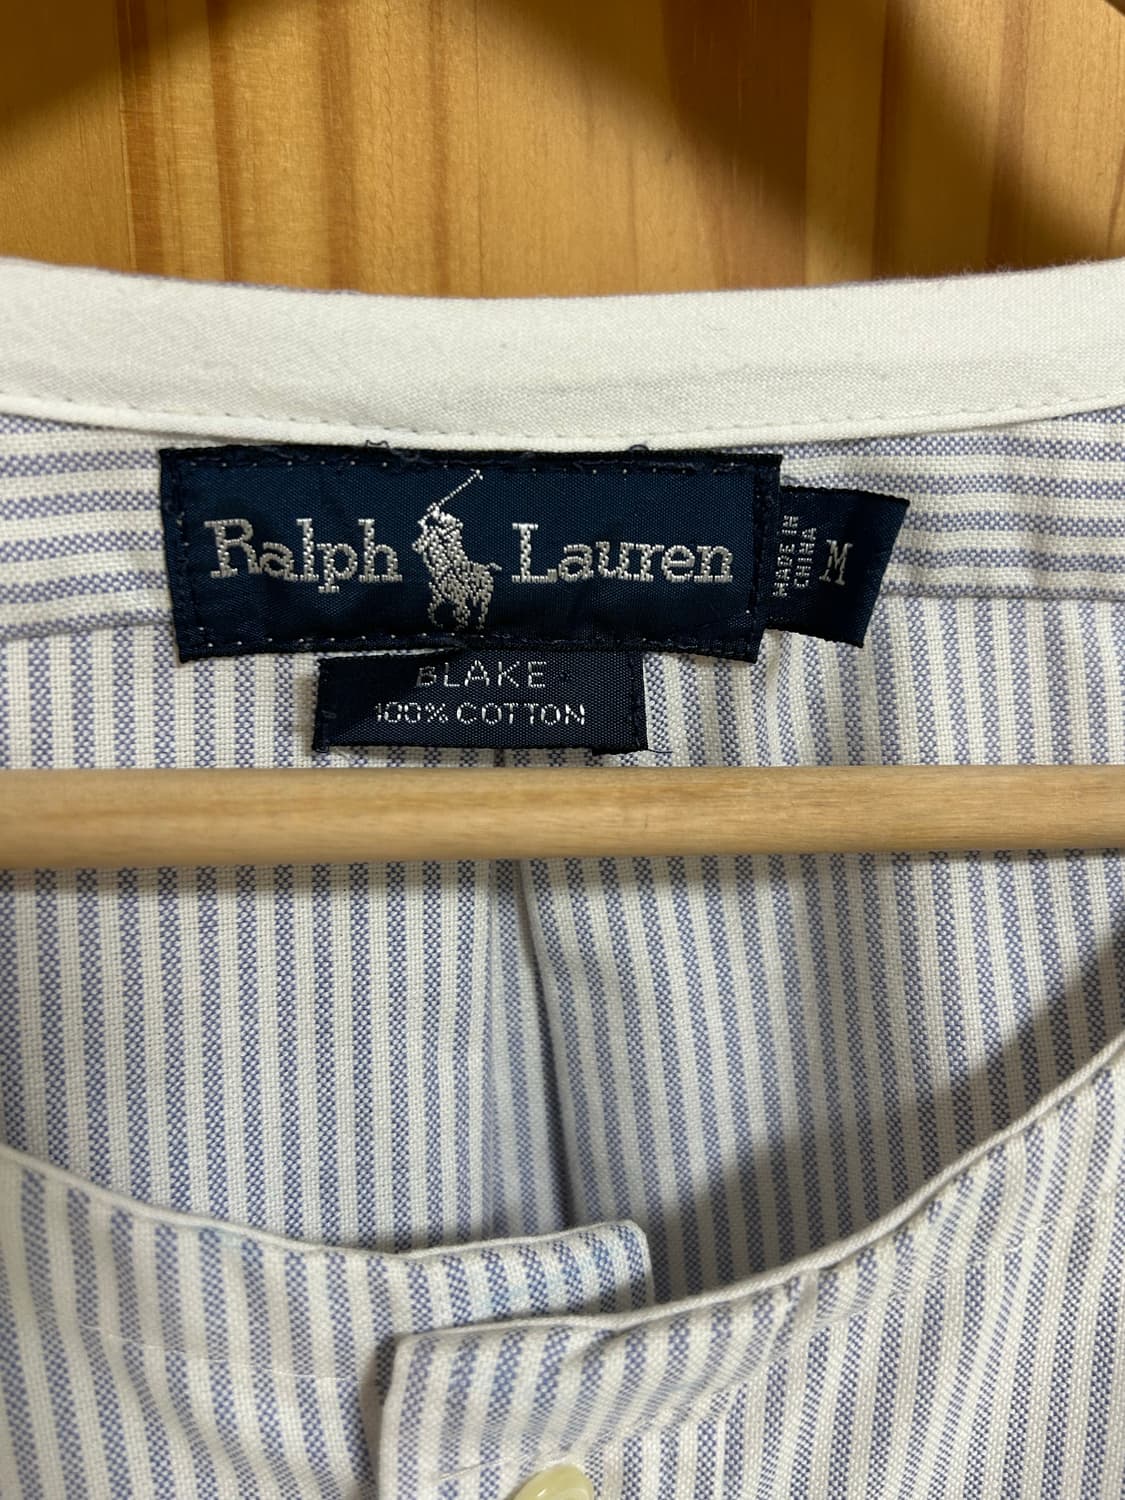 Ralph Lauren
MADE IN
CHINA
M
BLAKE
100% COTTON